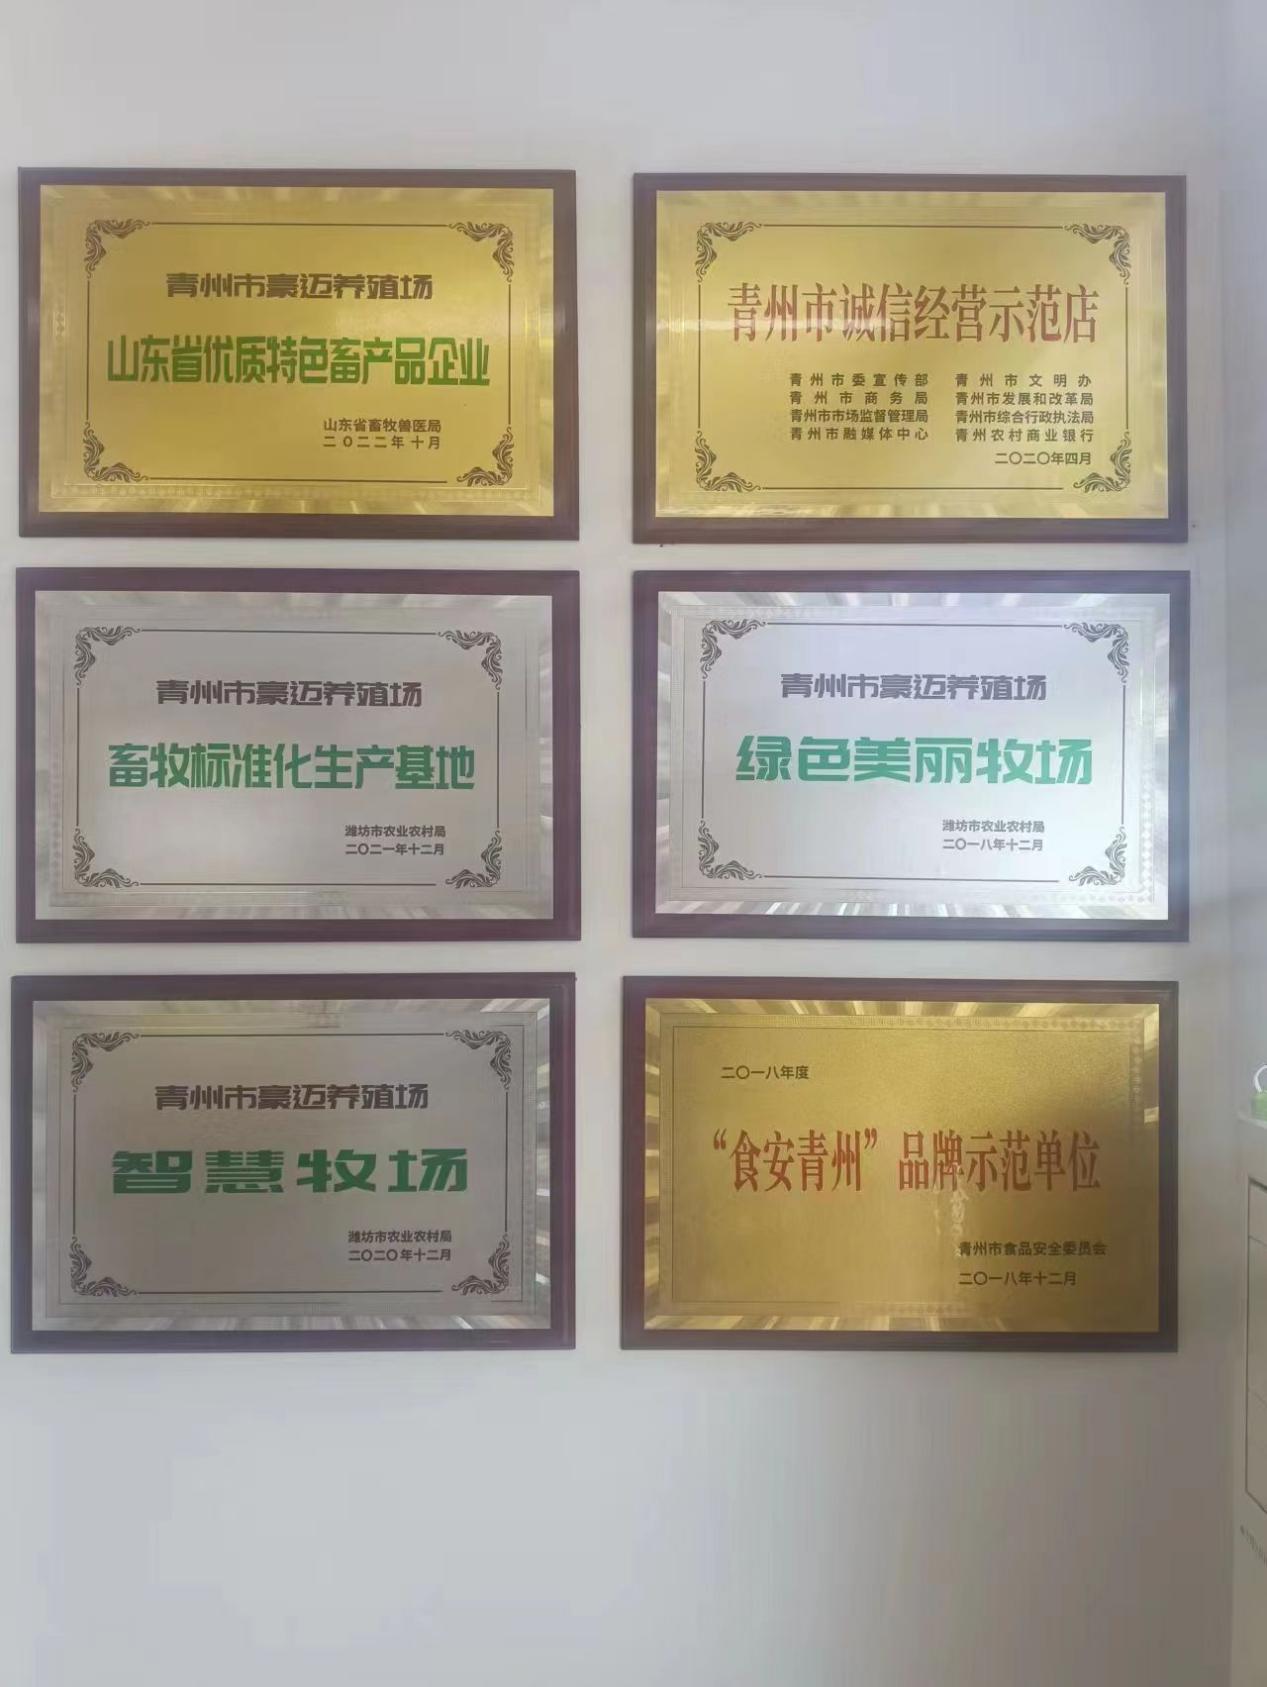 青州市豪迈养殖场
山东省优质特色畜产品企业
山东省畜牧兽医局
二〇二二年十月
青州市诚信经营示范店
青州市委宣传部 青州市文明办
青州市商务局 青州市发展和改革局
青州市市场监督管理局 青州市综合行政执法局
青州市融媒体中心 青州农村商业银行
二〇二〇年四月
青州市豪迈养殖场
畜牧标准化生产基地
潍坊市农业农村局
二〇二一年十二月
青州市豪迈养殖场
绿色美丽牧场
潍坊市农业农村局
二〇一八年十二月
青州市豪迈养殖场
智慧牧场
潍坊市农业农村局
二〇二〇年十二月
二〇一八年度
“食安青州”品牌示范单位
青州市食品安全委员会
二〇一八年十二月